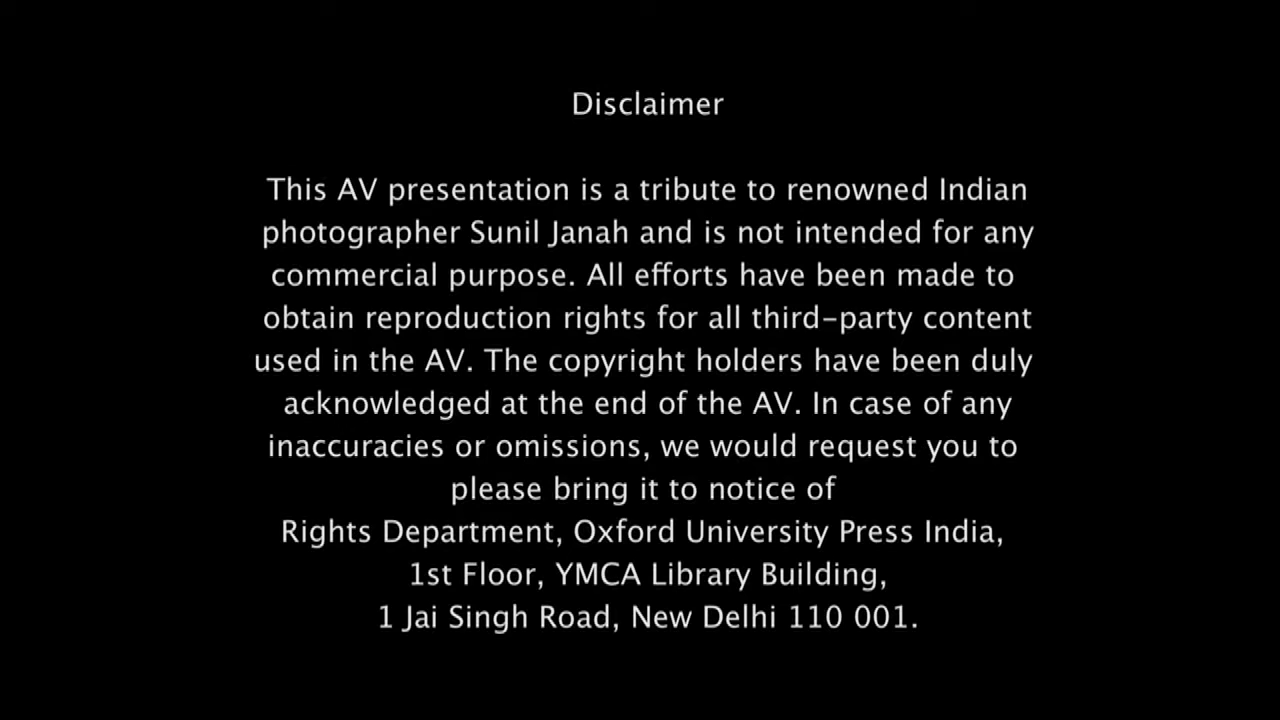 Disclaimer
This AV presentation is a tribute to renowned Indian
photographer Sunil Janah and is not intended for any
commercial purpose. All efforts have been made to
obtain reproduction rights for all third-party content
used in the AV. The copyright holders have been duly
acknowledged at the end of the AV. In case of any
inaccuracies or omissions, we would request you to
please bring it to notice of
Rights Department, Oxford University Press India,
1st Floor, YMCA Library Building,
1 Jai Singh Road, New Delhi 110 001.